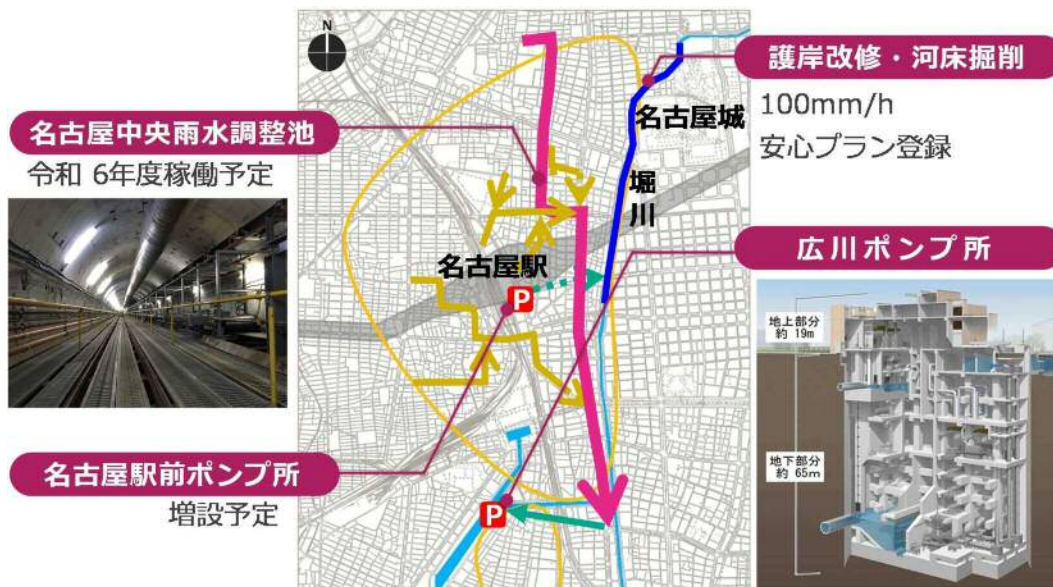 N
護岸改修・河床掘削
100mm/h
安心プラン登録
名古屋城
名古屋中央雨水調整池
令和 6年度稼働予定
堀川
広川ポンプ所
名古屋駅
P
地上部分
約 19m
地下部分
約 65m
名古屋駅前ポンプ所
増設予定
P